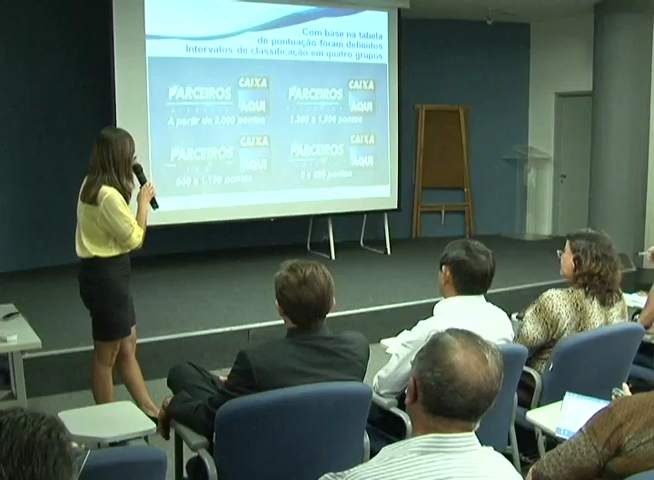 Com base na tabela
de pontuação foram definidos
Intervalos de classificação em quatro grupos
PARCEIROS CAIXA AQUI
A partir de 2.000 pontos
PARCEIROS CAIXA AQUI
1.200 a 1.999 pontos
PARCEIROS CAIXA AQUI
600 a 1.199 pontos
PARCEIROS CAIXA AQUI
pontos